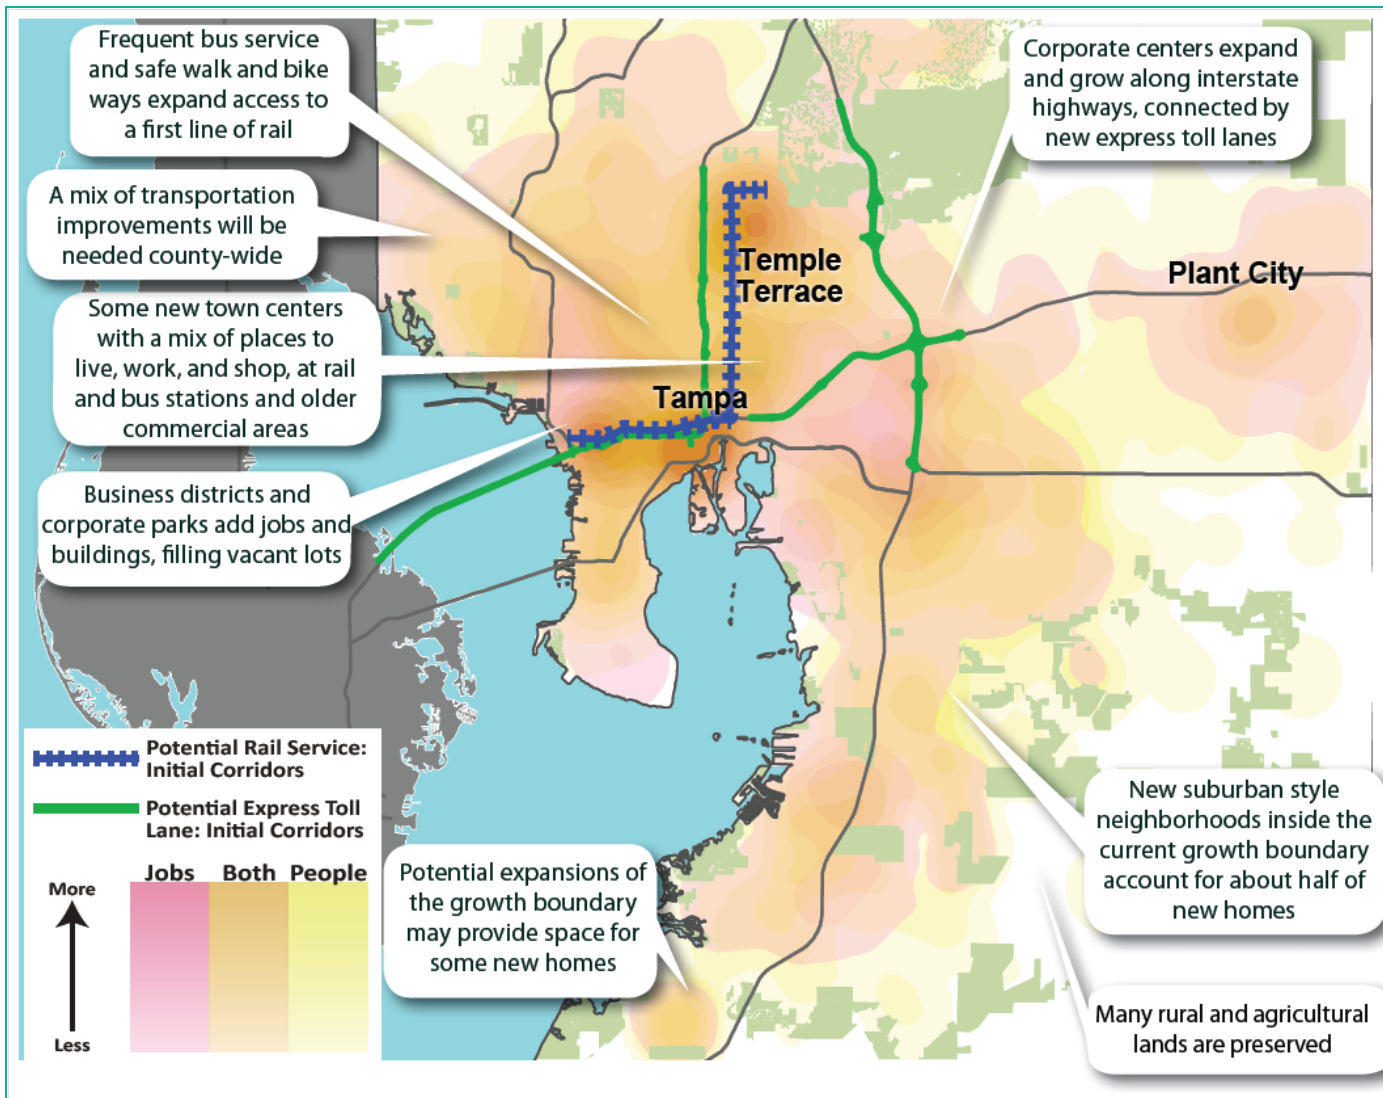 Frequent bus service
and safe walk and bike
ways expand access to
a first line of rail
Corporate centers expand
and grow along interstate
highways, connected by
new express toll lanes
A mix of transportation
improvements will be
needed county-wide
Temple
Terrace
Plant City
Some new town centers
with a mix of places to
live, work, and shop, at rail
and bus stations and older
commercial areas
Tampa
Business districts and
corporate parks add jobs and
buildings, filling vacant lots
Potential Rail Service:
Initial Corridors
Potential Express Toll
Lane: Initial Corridors
Jobs Both People
More
Less
Potential expansions of
the growth boundary
may provide space for
some new homes
New suburban style
neighborhoods inside the
current growth boundary
account for about half of
new homes
Many rural and agricultural
lands are preserved